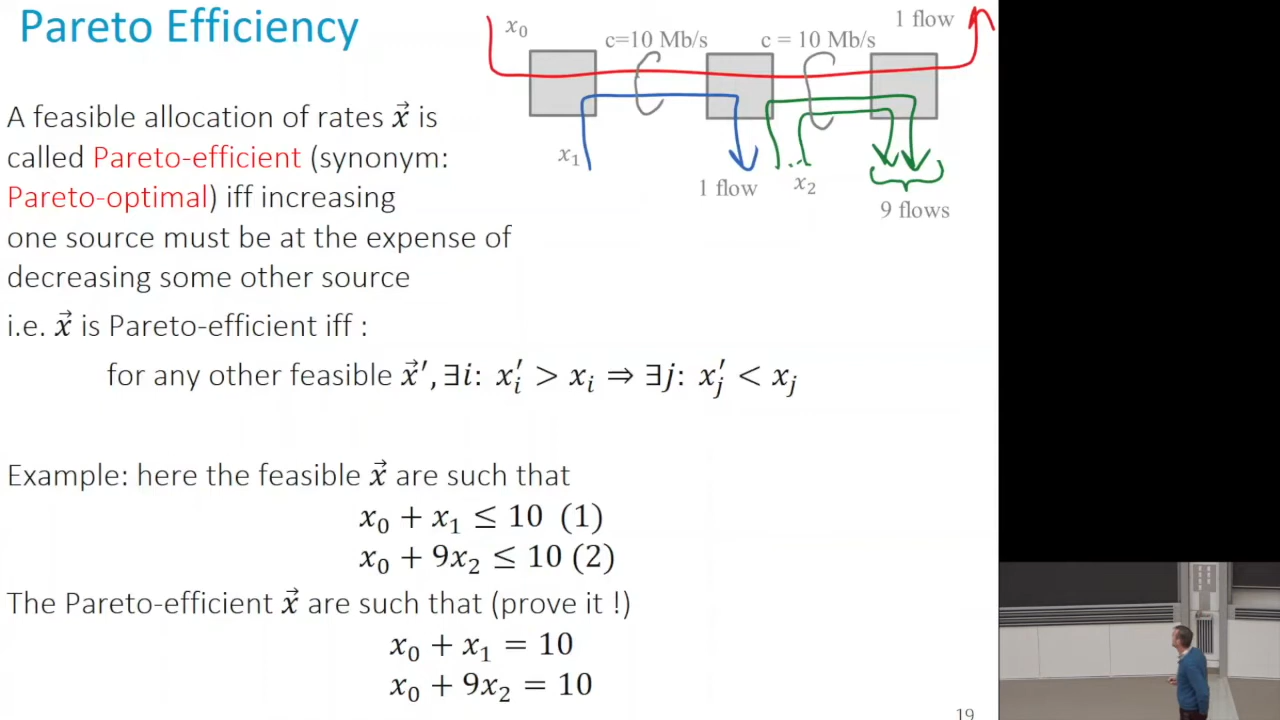 Pareto Efficiency
x₀
c=10 Mb/s
c = 10 Mb/s
1 flow
x₁
1 flow
x₂
9 flows
A feasible allocation of rates x⃗ is
called Pareto-efficient (synonym:
Pareto-optimal) iff increasing
one source must be at the expense of
decreasing some other source
i.e. x⃗ is Pareto-efficient iff :
for any other feasible x⃗′, ∃i: x′ᵢ > xᵢ ⇒ ∃j: x′ⱼ < xⱼ
Example: here the feasible x⃗ are such that
x₀ + x₁ ≤ 10 (1)
x₀ + 9x₂ ≤ 10 (2)
The Pareto-efficient x⃗ are such that (prove it !)
x₀ + x₁ = 10
x₀ + 9x₂ = 10
19